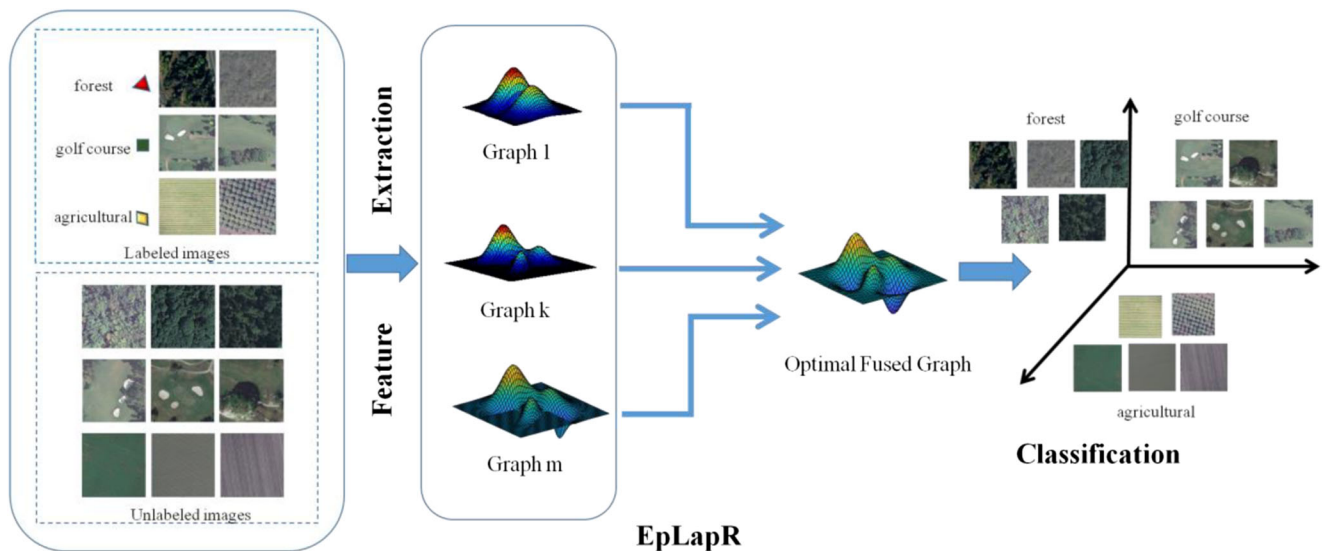 forest
golf course
agricultural
Labeled images
Unlabeled images
Feature Extraction
Graph 1
Graph k
Graph m
Optimal Fused Graph
EpLapR
forest
golf course
agricultural
Classification